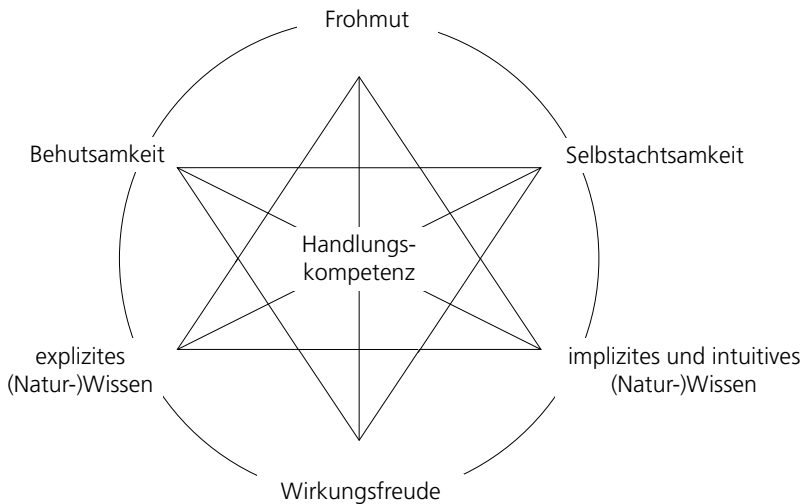 Frohmut
Behutsamkeit
Selbstachtsamkeit
Handlungs-
kompetenz
explizites
(Natur-)Wissen
implizites und intuitives
(Natur-)Wissen
Wirkungsfreude